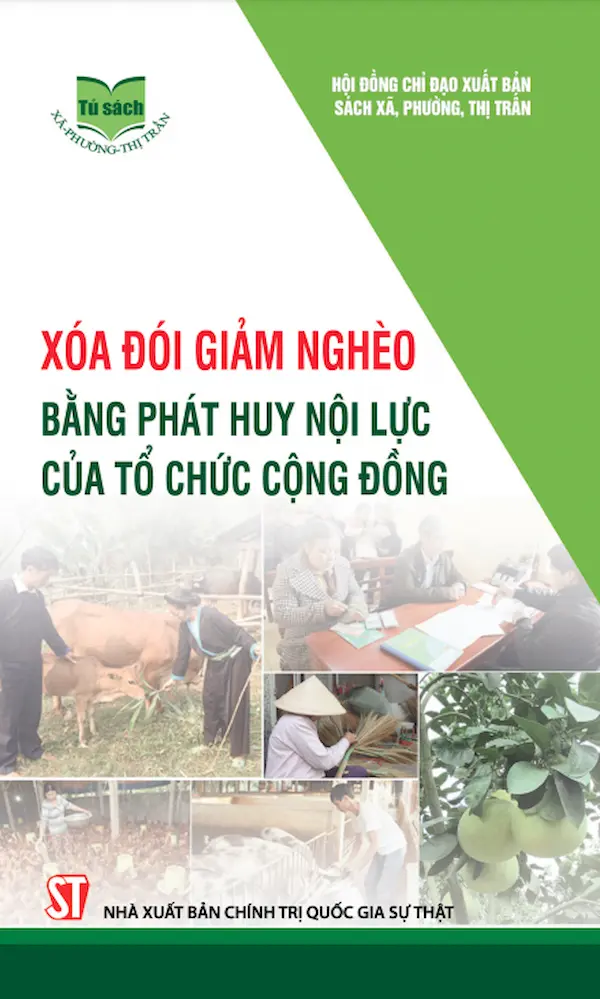 Tủ sách
XÃ-PHƯỜNG-THỊ TRẤN
HỘI ĐỒNG CHỈ ĐẠO XUẤT BẢN
SÁCH XÃ, PHƯỜNG, THỊ TRẤN
XÓA ĐÓI GIẢM NGHÈO
BẰNG PHÁT HUY NỘI LỰC
CỦA TỔ CHỨC CỘNG ĐỒNG
ST
NHÀ XUẤT BẢN CHÍNH TRỊ QUỐC GIA SỰ THẬT